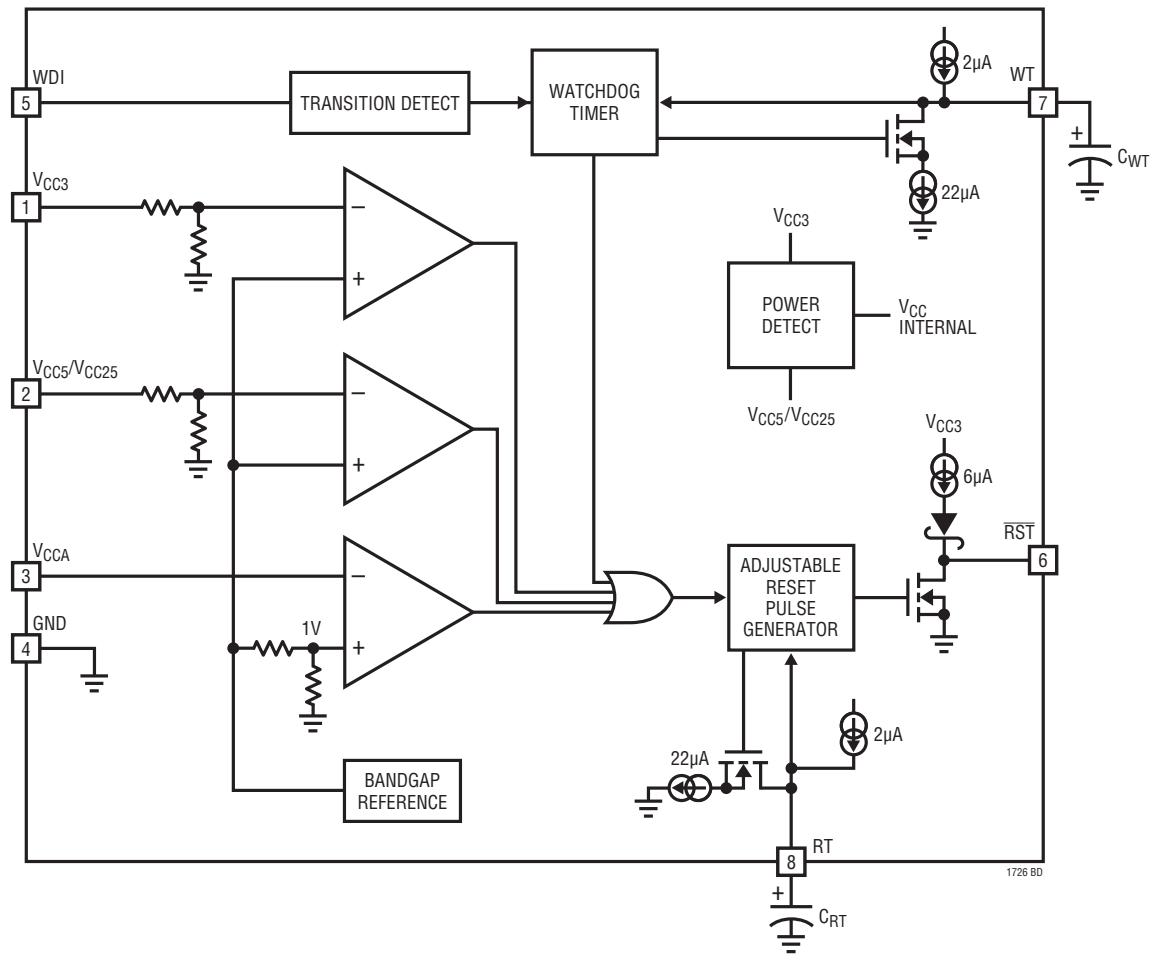 WDI
5
TRANSITION DETECT
WATCHDOG
TIMER
2µA
WT
7
+
CWT
22µA
VCC3
1
−
+
VCC3
POWER
DETECT
VCC
INTERNAL
VCC5/VCC25
VCC5/VCC25
2
−
+
VCC3
6µA
RST
6
VCCA
3
−
1V
+
GND
4
ADJUSTABLE
RESET
PULSE
GENERATOR
22µA
2µA
BANDGAP
REFERENCE
RT
8
1726 BD
+
CRT